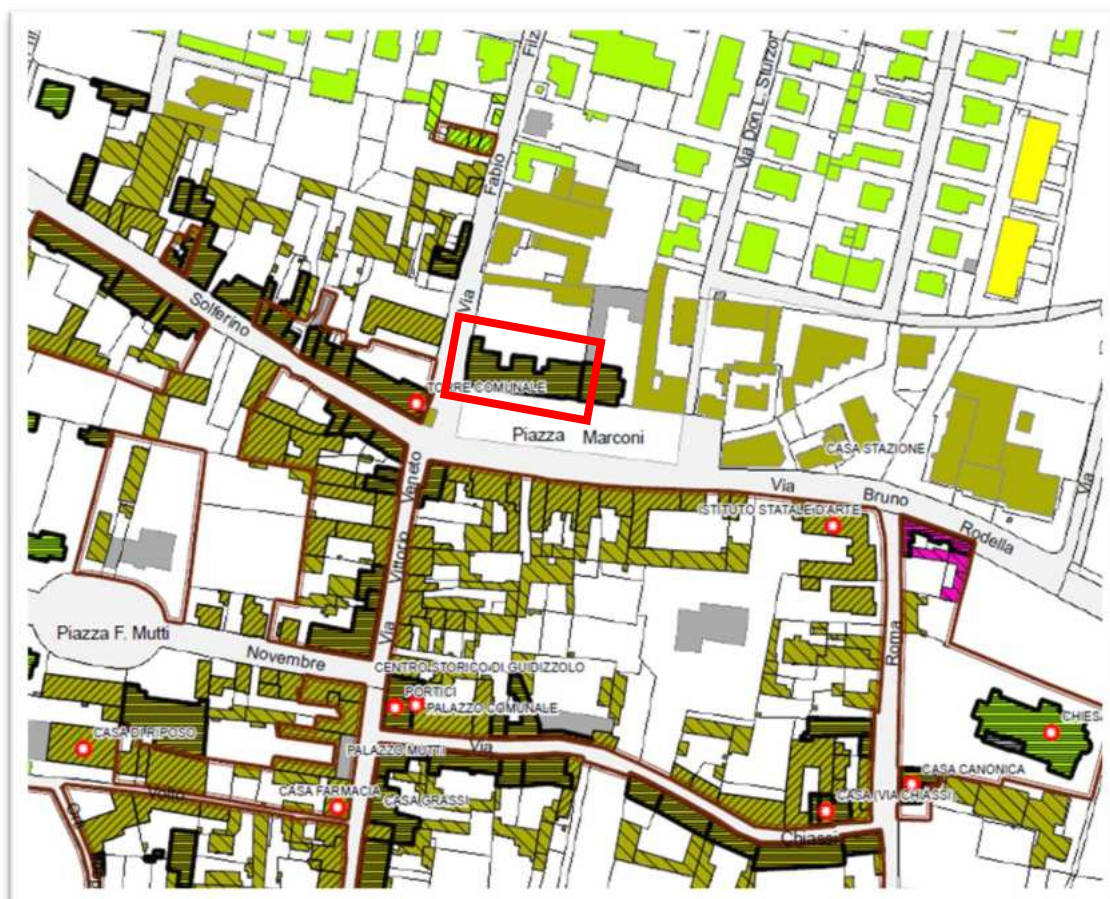 Via Don L. Sturzo
Fabio
Filz
Via
Solferino
TORRE COMUNALE
Piazza Marconi
CASA STAZIONE
Via Bruno Rodella
Via
ISTITUTO STATALE D'ARTE
Via Vittorio Veneto
Piazza F. Mutti
Novembre
Roma
CENTRO STORICO DI GUIDIZZOLO
PORTICI
PALAZZO COMUNALE
CHIES
CASA DI RIPOSO
PALAZZO MUTTI
Via
CASA CANONICA
CASA FARMACIA
CASA GRASSI
CASA (VIA CHIASSI)
Chiassi